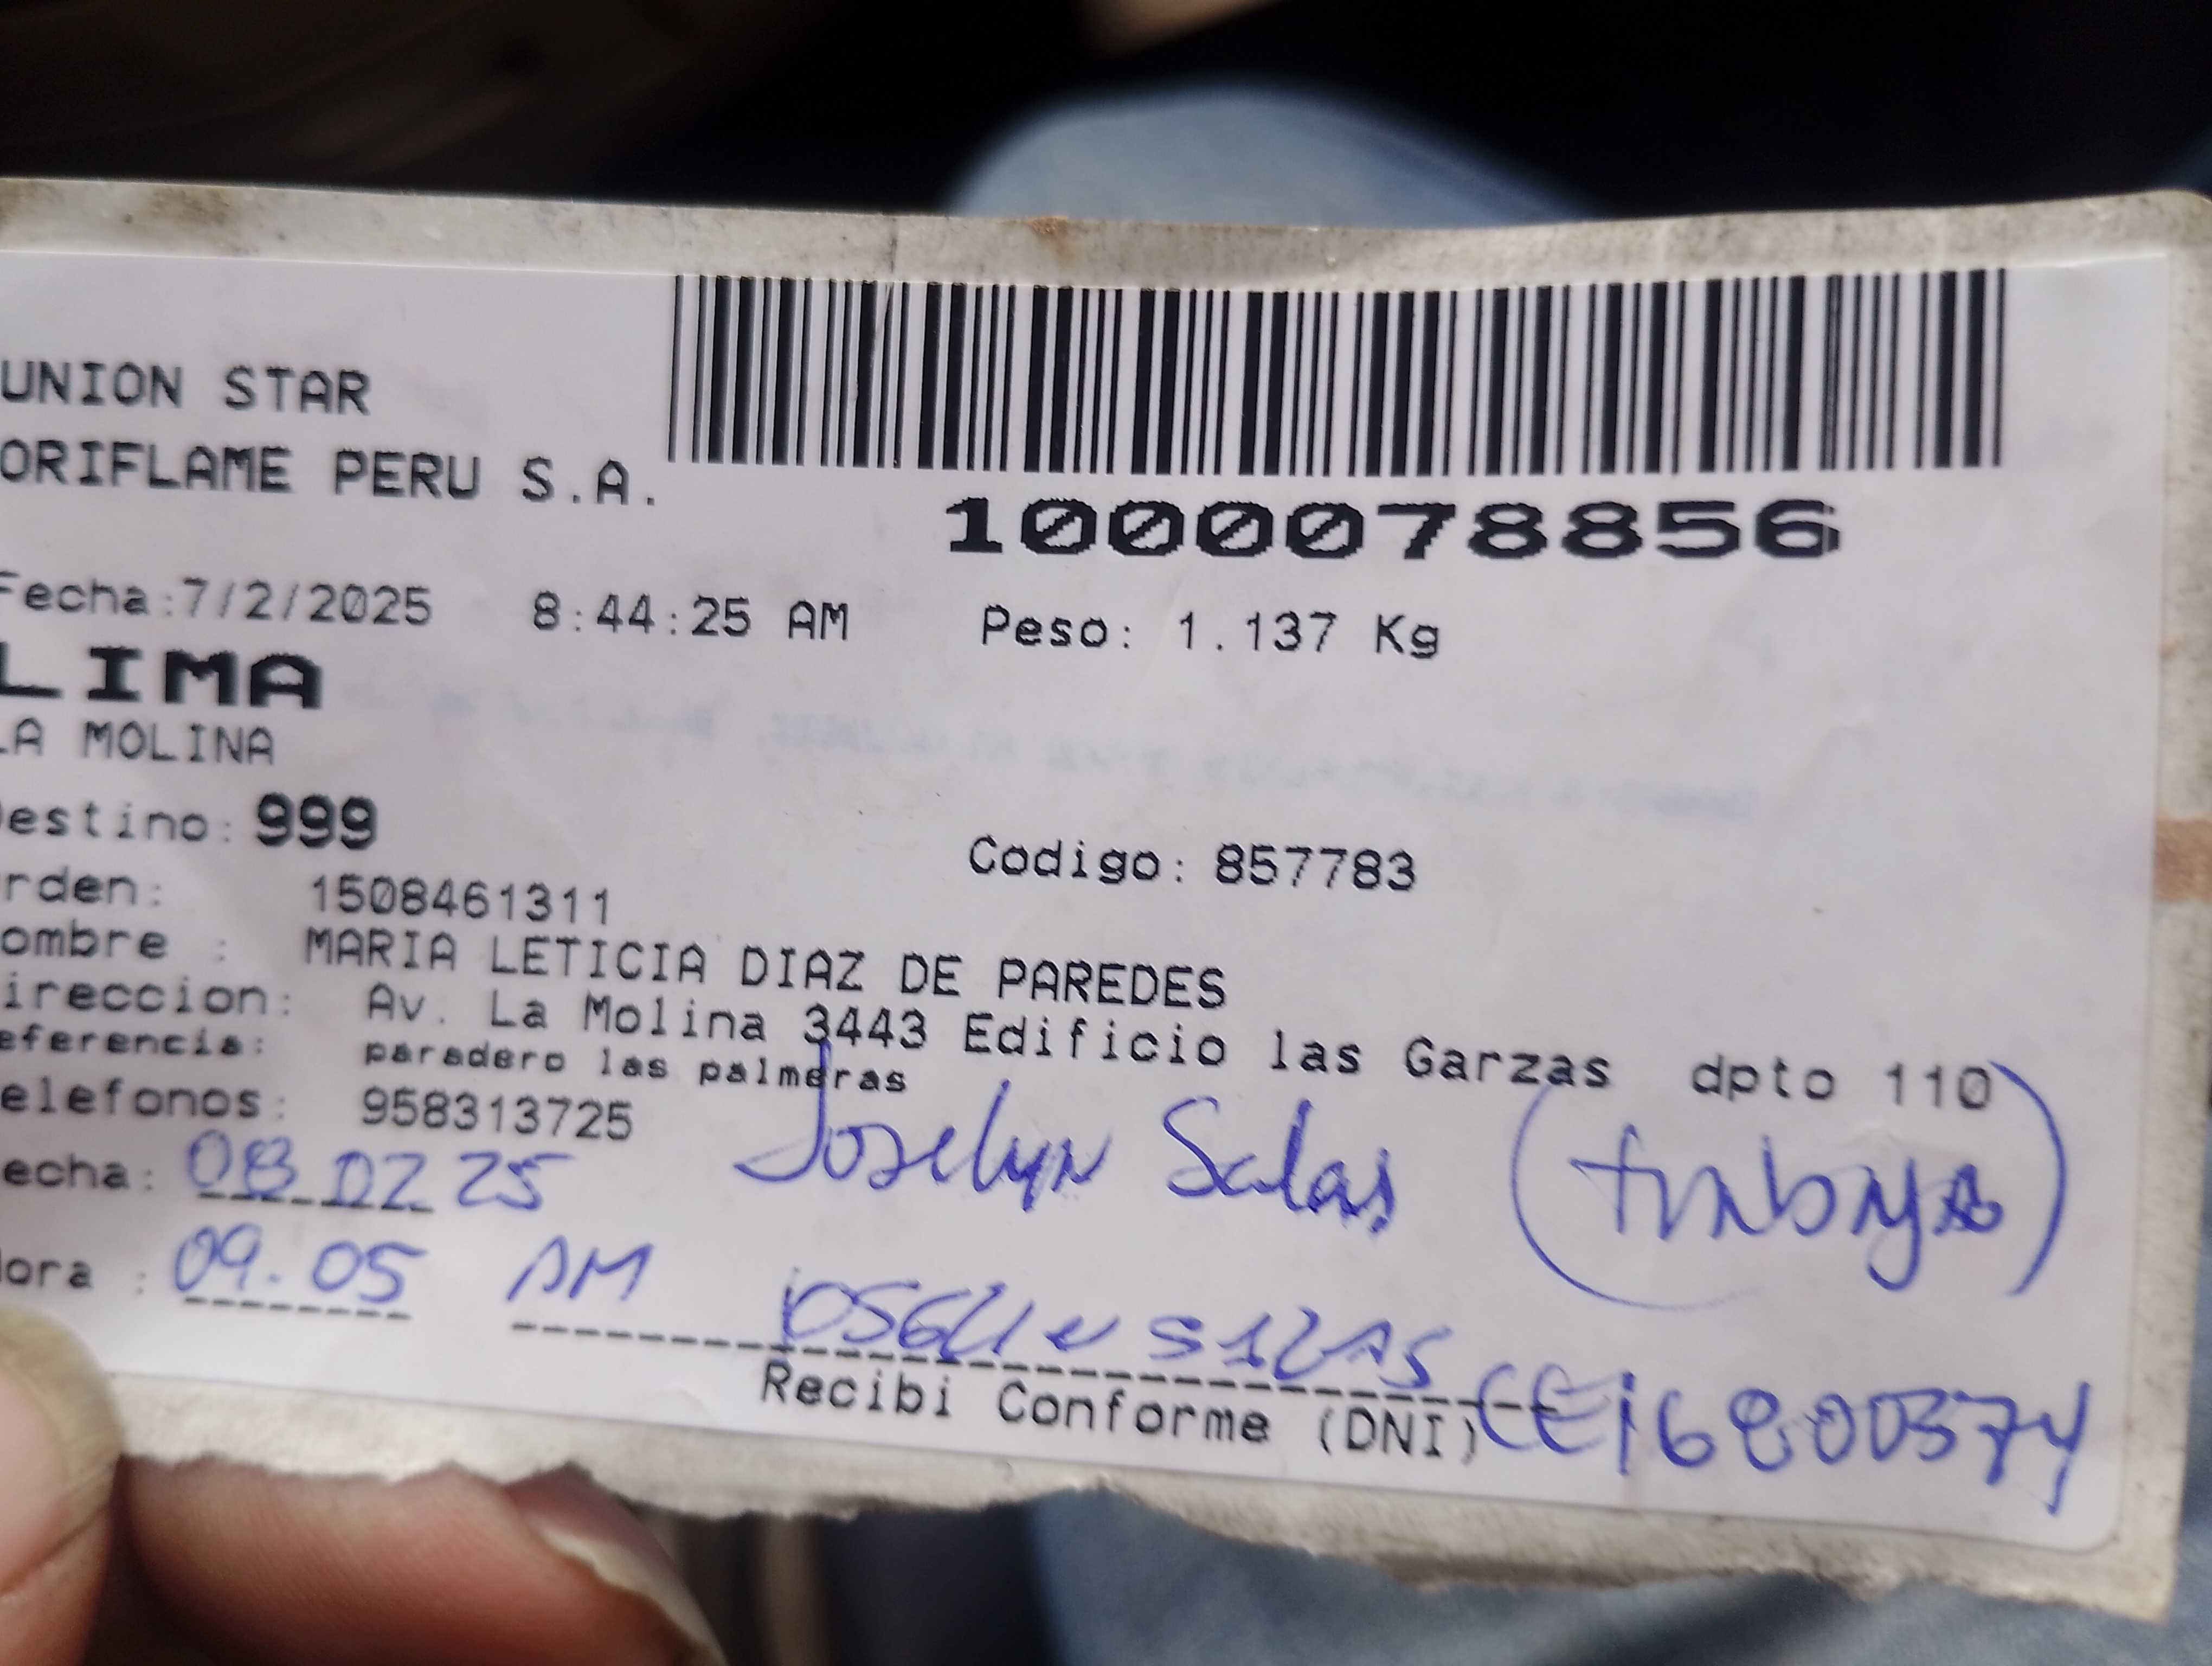 UNION STAR
ORIFLAME PERU S.A.
1000078856
Fecha:7/2/2025 8:44:25 AM Peso: 1.137 Kg
LIMA
LA MOLINA
Destino: 999
Codigo: 857783
rden: 1508461311
ombre : MARIA LETICIA DIAZ DE PAREDES
ireccion: Av. La Molina 3443 Edificio las Garzas dpto 110
eferencia: paradero las palmeras
elefonos: 958313725
echa: 08 02 25 Joselyn Salas
ora : 09.05 AM
Recibi Conforme (DNI) CE